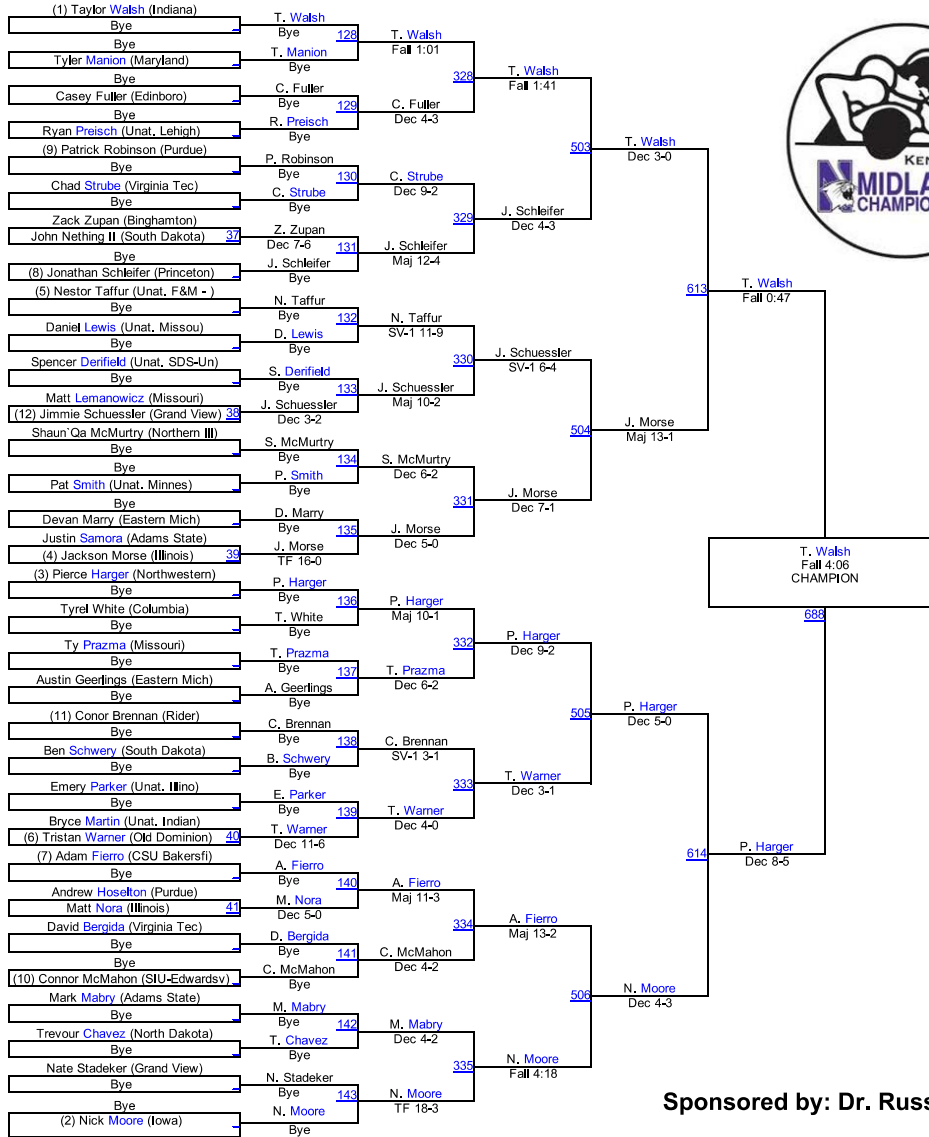 (1) Taylor Walsh (Indiana)
Bye
Bye
Tyler Manion (Maryland)
Bye
Casey Fuller (Edinboro)
Bye
Ryan Preisch (Unat. Lehigh)
(9) Patrick Robinson (Purdue)
Bye
Chad Strube (Virginia Tec)
Bye
Zack Zupan (Binghamton)
John Nething II (South Dakota) 37
Bye
(8) Jonathan Schleifer (Princeton)
(5) Nestor Taffur (Unat. F&M - )
Bye
Daniel Lewis (Unat. Missou)
Bye
Spencer Derifield (Unat. SDS-Un)
Bye
Matt Lemanowicz (Missouri)
(12) Jimmie Schuessler (Grand View) 38
Shaun`Qa McMurtry (Northern Ill)
Bye
Bye
Pat Smith (Unat. Minnes)
Bye
Devan Marry (Eastern Mich)
Justin Samora (Adams State)
(4) Jackson Morse (Illinois) 39
(3) Pierce Harger (Northwestern)
Bye
Tyrel White (Columbia)
Bye
Ty Prazma (Missouri)
Bye
Austin Geerlings (Eastern Mich)
Bye
(11) Conor Brennan (Rider)
Bye
Ben Schwery (South Dakota)
Bye
Emery Parker (Unat. Illino)
Bye
Bryce Martin (Unat. Indian)
(6) Tristan Warner (Old Dominion) 40
(7) Adam Fierro (CSU Bakersfi)
Bye
Andrew Hoselton (Purdue)
Matt Nora (Illinois) 41
David Bergida (Virginia Tec)
Bye
Bye
(10) Connor McMahon (SIU-Edwardsv)
Mark Mabry (Adams State)
Bye
Trevour Chavez (North Dakota)
Bye
Nate Stadeker (Grand View)
Bye
Bye
(2) Nick Moore (Iowa)
T. Walsh
Bye 128
T. Manion
Bye
C. Fuller
Bye 129
R. Preisch
Bye
P. Robinson
Bye 130
C. Strube
Bye
Z. Zupan
Dec 7-6 131
J. Schleifer
Bye
N. Taffur
Bye 132
D. Lewis
Bye
S. Derifield
Bye 133
J. Schuessler
Dec 3-2
S. McMurtry
Bye 134
P. Smith
Bye
D. Marry
Bye 135
J. Morse
TF 16-0
P. Harger
Bye 136
T. White
Bye
T. Prazma
Bye 137
A. Geerlings
Bye
C. Brennan
Bye 138
B. Schwery
Bye
E. Parker
Bye 139
T. Warner
Dec 11-6
A. Fierro
Bye 140
M. Nora
Dec 5-0
D. Bergida
Bye 141
C. McMahon
Bye
M. Mabry
Bye 142
T. Chavez
Bye
N. Stadeker
Bye 143
N. Moore
Bye
T. Walsh
Fall 1:01
328
C. Fuller
Dec 4-3
C. Strube
Dec 9-2
329
J. Schleifer
Maj 12-4
N. Taffur
SV-1 11-9
330
J. Schuessler
Maj 10-2
S. McMurtry
Dec 6-2
331
J. Morse
Dec 5-0
P. Harger
Maj 10-1
332
T. Prazma
Dec 6-2
C. Brennan
SV-1 3-1
333
T. Warner
Dec 4-0
A. Fierro
Maj 11-3
334
C. McMahon
Dec 4-2
M. Mabry
Dec 4-2
335
N. Moore
TF 18-3
T. Walsh
Fall 1:41
503
J. Schleifer
Dec 4-3
J. Schuessler
SV-1 6-4
504
J. Morse
Dec 7-1
P. Harger
Dec 9-2
505
T. Warner
Dec 3-1
A. Fierro
Maj 13-2
506
N. Moore
Fall 4:18
T. Walsh
Dec 3-0
613
J. Morse
Maj 13-1
P. Harger
Dec 5-0
614
N. Moore
Dec 4-3
T. Walsh
Fall 0:47
T. Walsh
Fall 4:06
CHAMPION
688
P. Harger
Dec 8-5
KEN
N MIDLA
CHAMPIO
Sponsored by: Dr. Russ